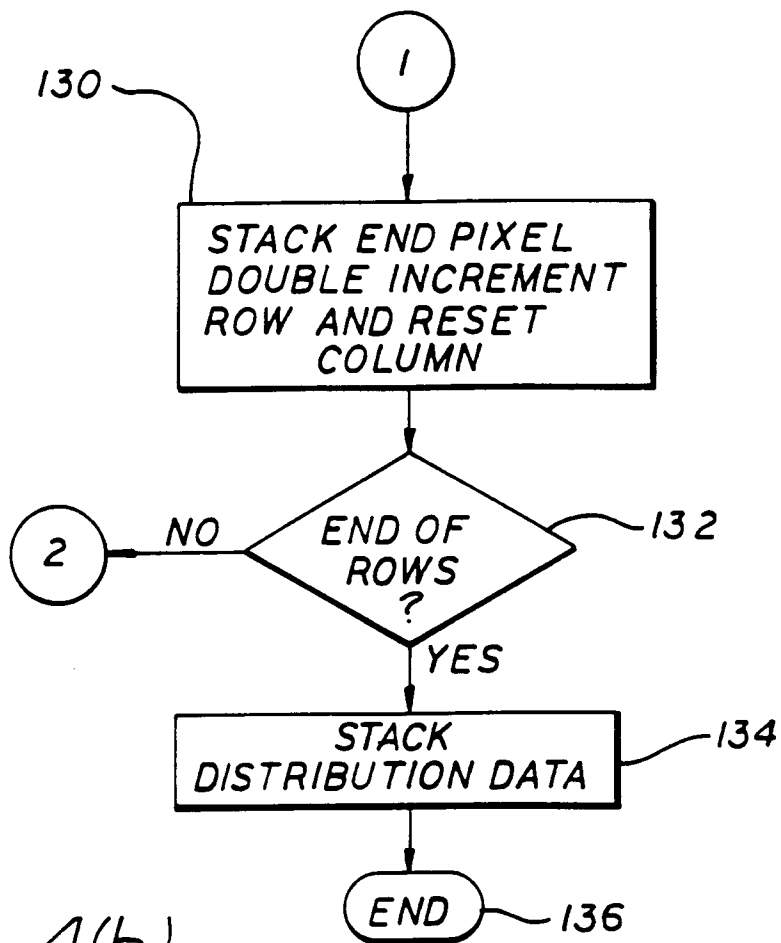 1
130
STACK END PIXEL
DOUBLE INCREMENT
ROW AND RESET
COLUMN
2
NO
END OF
ROWS
?
132
YES
STACK
DISTRIBUTION DATA
134
END
136
4(b)